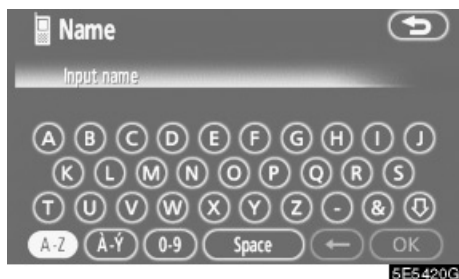 Name
Input name
A B C D E F G H I J
K L M N O P Q R S
T U V W X Y Z - &
A-Z À-Ý 0-9 Space ← OK
5E5420G